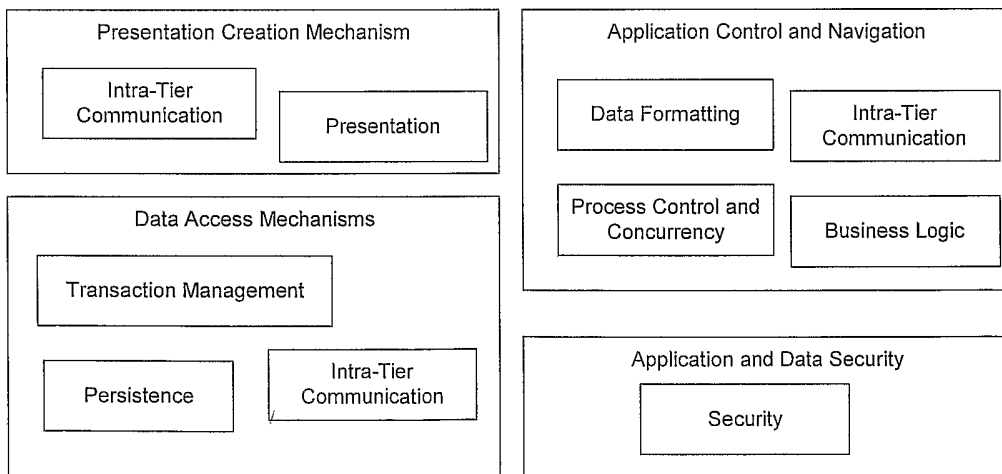 Presentation Creation Mechanism
Intra-Tier
Communication
Presentation
Application Control and Navigation
Data Formatting
Intra-Tier
Communication
Process Control and
Concurrency
Business Logic
Data Access Mechanisms
Transaction Management
Persistence
Intra-Tier
Communication
Application and Data Security
Security